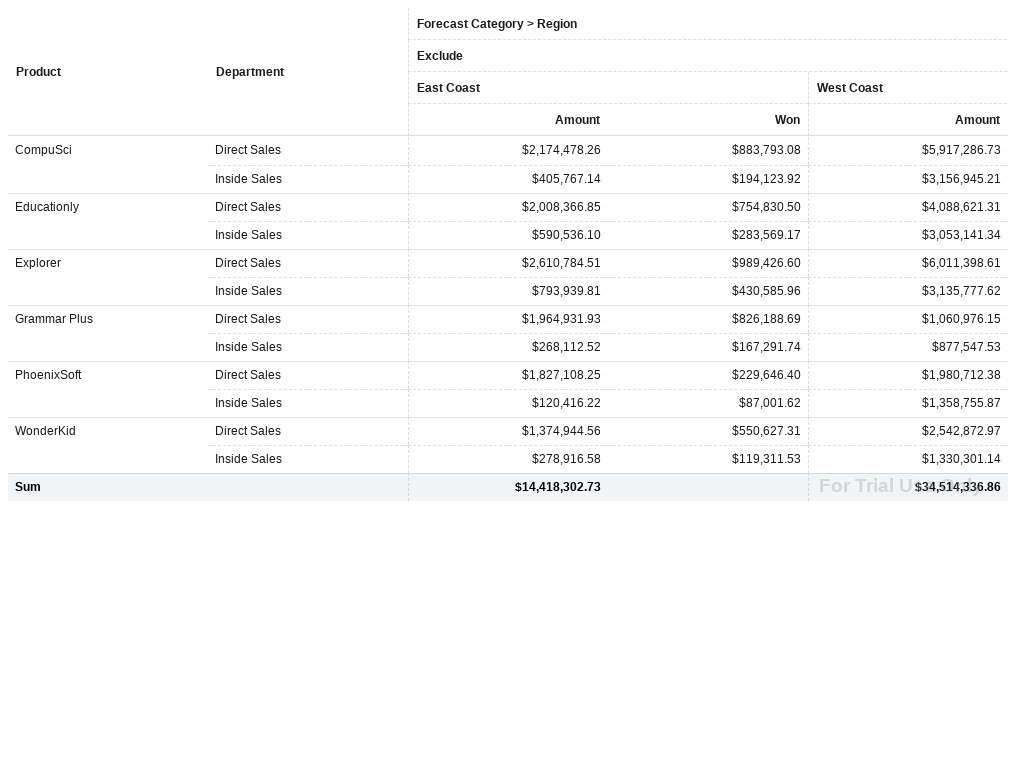 Forecast Category > Region
Exclude
Product Department
East Coast West Coast
Amount Won Amount
CompuSci Direct Sales $2,174,478.26 $883,793.08 $5,917,286.73
Inside Sales $405,767.14 $194,123.92 $3,156,945.21
Educationly Direct Sales $2,008,366.85 $754,830.50 $4,088,621.31
Inside Sales $590,536.10 $283,569.17 $3,053,141.34
Explorer Direct Sales $2,610,784.51 $989,426.60 $6,011,398.61
Inside Sales $793,939.81 $430,585.96 $3,135,777.62
Grammar Plus Direct Sales $1,964,931.93 $826,188.69 $1,060,976.15
Inside Sales $268,112.52 $167,291.74 $877,547.53
PhoenixSoft Direct Sales $1,827,108.25 $229,646.40 $1,980,712.38
Inside Sales $120,416.22 $87,001.62 $1,358,755.87
WonderKid Direct Sales $1,374,944.56 $550,627.31 $2,542,872.97
Inside Sales $278,916.58 $119,311.53 $1,330,301.14
Sum $14,418,302.73 $34,514,336.86
For Trial Use Only